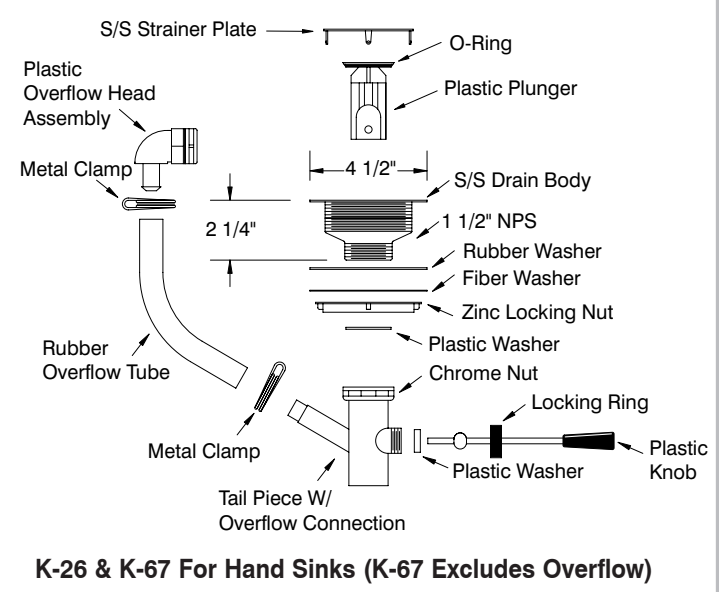 S/S Strainer Plate
O-Ring
Plastic
Overflow Head
Assembly
Plastic Plunger
Metal Clamp
4 1/2"
S/S Drain Body
2 1/4"
1 1/2" NPS
Rubber Washer
Fiber Washer
Zinc Locking Nut
Plastic Washer
Rubber
Overflow Tube
Chrome Nut
Locking Ring
Metal Clamp
Plastic Washer
Plastic
Knob
Tail Piece W/
Overflow Connection
K-26 & K-67 For Hand Sinks (K-67 Excludes Overflow)